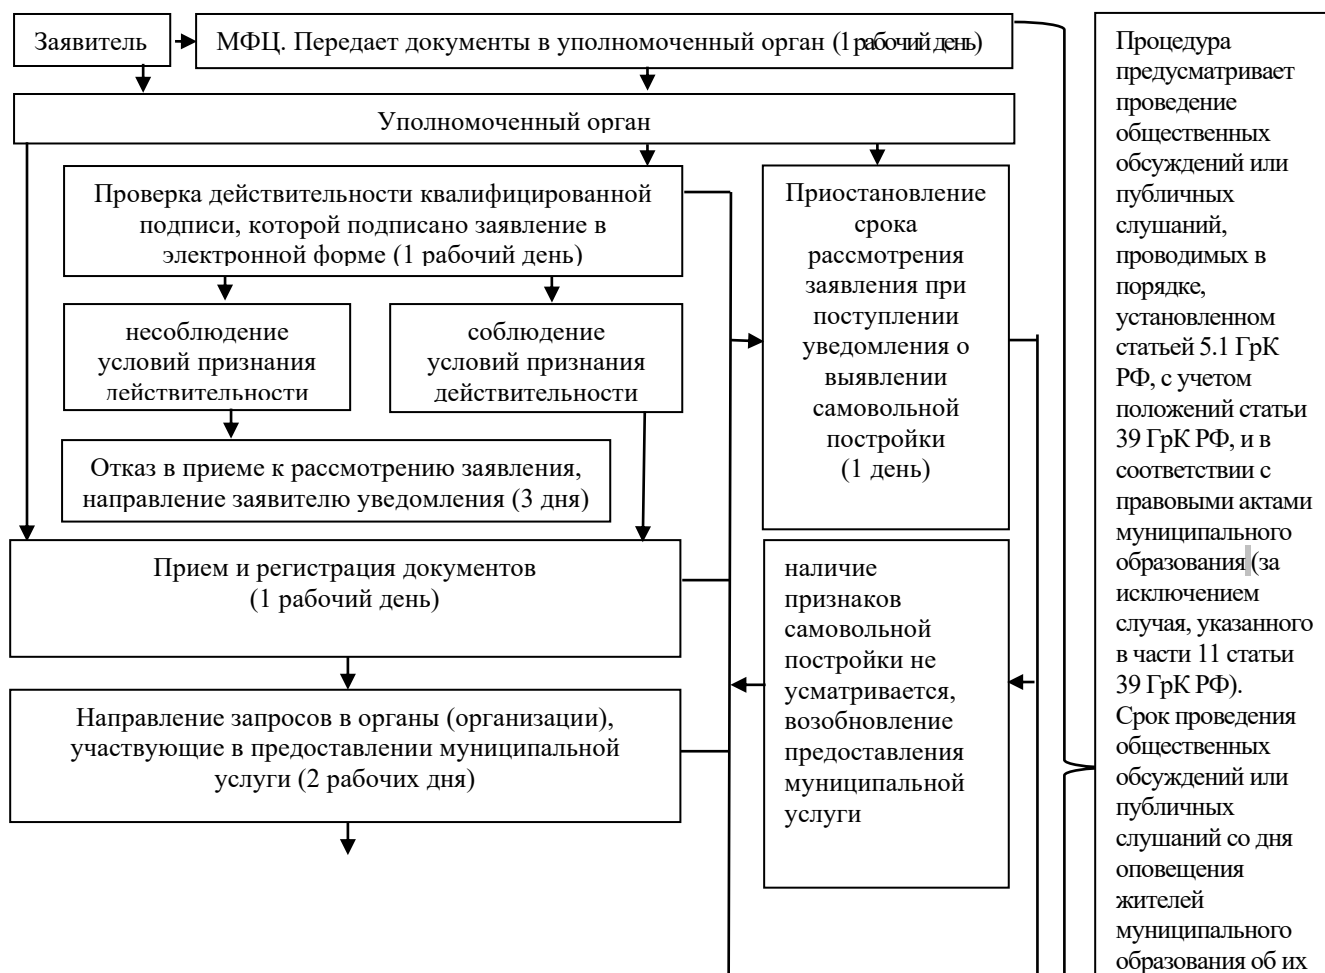 Заявитель
МФЦ. Передает документы в уполномоченный орган (1рабочий день)
Уполномоченный орган
Проверка действительности квалифицированной
подписи, которой подписано заявление в
электронной форме (1 рабочий день)
несоблюдение
условий признания
действительности
соблюдение
условий признания
действительности
Отказ в приеме к рассмотрению заявления,
направление заявителю уведомления (3 дня)
Прием и регистрация документов
(1 рабочий день)
Направление запросов в органы (организации),
участвующие в предоставлении муниципальной
услуги (2 рабочих дня)
Приостановление
срока
рассмотрения
заявления при
поступлении
уведомления о
выявлении
самовольной
постройки
(1 день)
наличие
признаков
самовольной
постройки не
усматривается,
возобновление
предоставления
муниципальной
услуги
Процедура
предусматривает
проведение
общественных
обсуждений или
публичных
слушаний,
проводимых в
порядке,
установленном
статьей 5.1 ГрК
РФ, с учетом
положений статьи
39 ГрК РФ, и в
соответствии с
правовыми актами
муниципального
образования (за
исключением
случая, указанного
в части 11 статьи
39 ГрК РФ).
Срок проведения
общественных
обсуждений или
публичных
слушаний со дня
оповещения
жителей
муниципального
образования об их